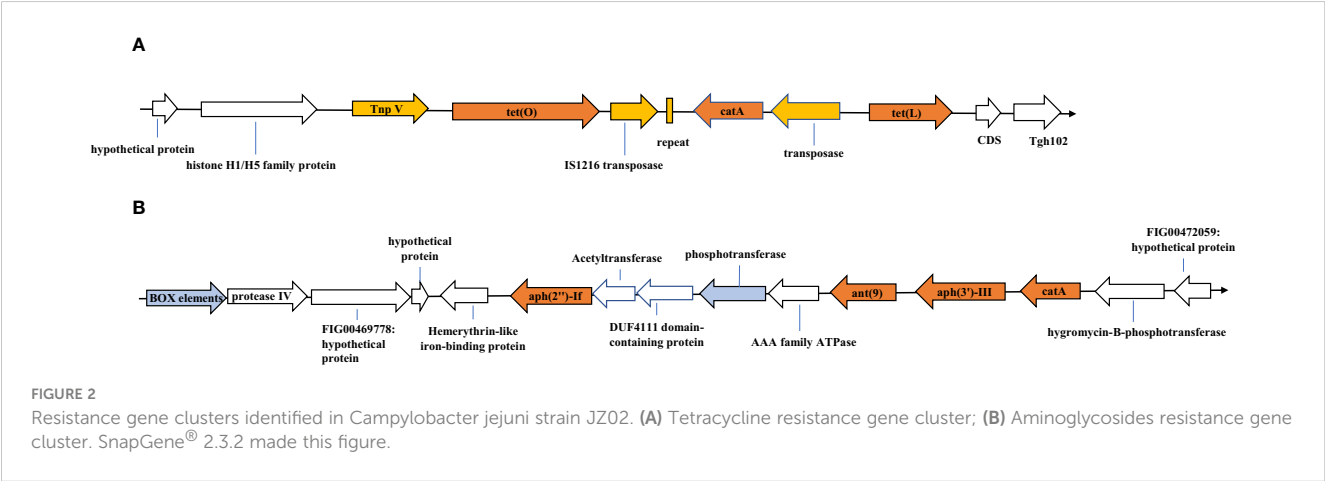 A
Tnp V
tet(O)
catA
tet(L)
hypothetical protein
histone H1/H5 family protein
IS1216 transposase
repeat
transposase
CDS
Tgh102
B
hypothetical
protein
Acetyltransferase
phosphotransferase
FIG00472059:
hypothetical protein
BOX elements
protease IV
aph(2'')-If
ant(9)
aph(3')-III
catA
FIG00469778:
hypothetical
protein
Hemerythrin-like
iron-binding protein
DUF4111 domain-
containing protein
AAA family ATPase
hygromycin-B-phosphotransferase
FIGURE 2
Resistance gene clusters identified in Campylobacter jejuni strain JZ02. (A) Tetracycline resistance gene cluster; (B) Aminoglycosides resistance gene
cluster. SnapGene® 2.3.2 made this figure.